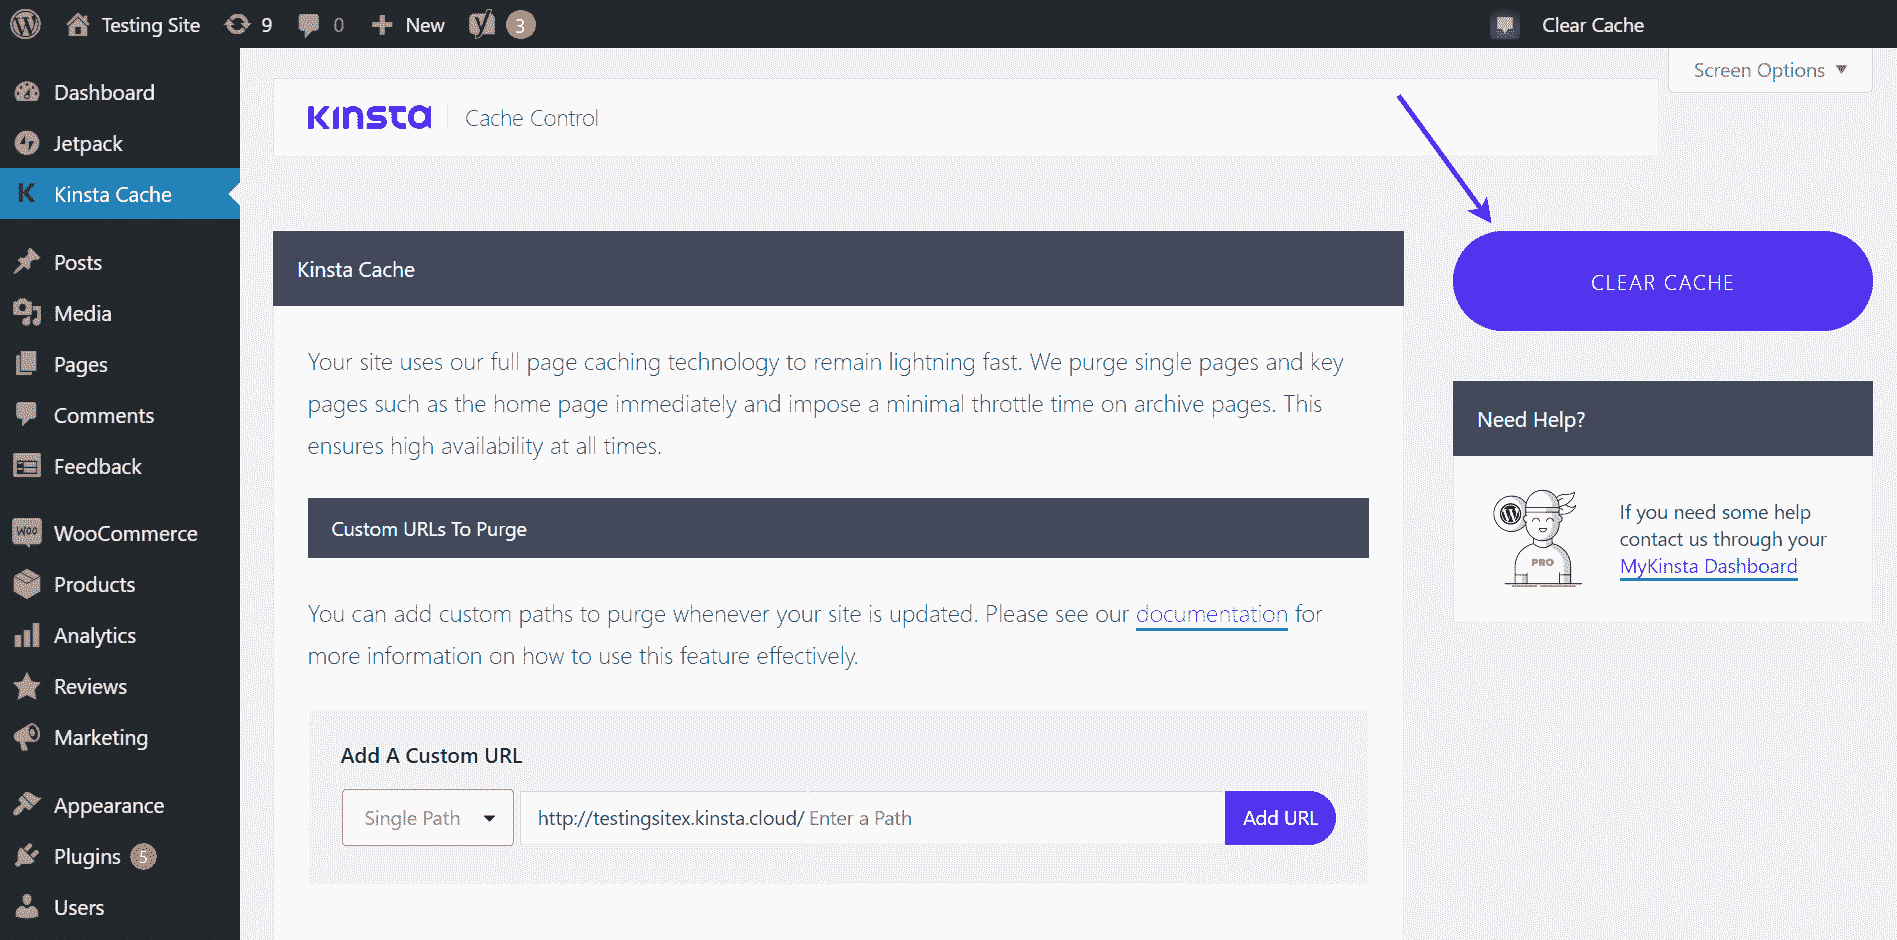 Testing Site 9 0 New 3 Clear Cache
Screen Options
Dashboard
Jetpack
K Kinsta Cache
Posts
Media
Pages
Comments
Feedback
WOO WooCommerce
Products
Analytics
Reviews
Marketing
Appearance
Plugins 5
Users
Kinsta Cache Control
Kinsta Cache
Your site uses our full page caching technology to remain lightning fast. We purge single pages and key
pages such as the home page immediately and impose a minimal throttle time on archive pages. This
ensures high availability at all times.
Custom URLs To Purge
You can add custom paths to purge whenever your site is updated. Please see our documentation for
more information on how to use this feature effectively.
Add A Custom URL
Single Path http://testingsitex.kinsta.cloud/ Enter a Path Add URL
CLEAR CACHE
Need Help?
PRO
If you need some help
contact us through your
MyKinsta Dashboard